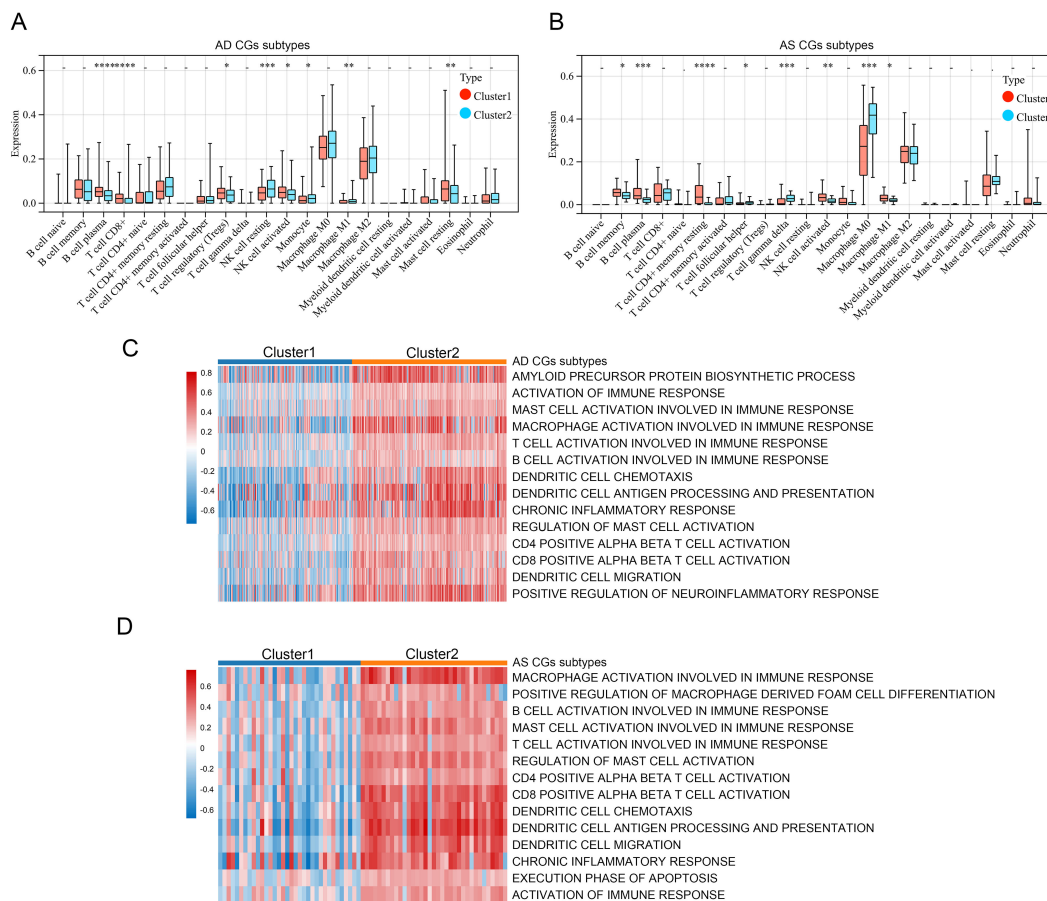 A
AD CGs subtypes
0.6
0.4
0.2
0.0
Expression
- - **** **** - - - - * - *** * * - ** - - - - ** - -
Type
Cluster1
Cluster2
B cell naive
B cell memory
B cell plasma
T cell CD8+
T cell CD4+ naive
T cell CD4+ memory resting
T cell CD4+ memory activated
T cell follicular helper
T cell regulatory (Tregs)
T cell gamma delta
NK cell resting
NK cell activated
Monocyte
Macrophage M0
Macrophage M1
Macrophage M2
Myeloid dendritic cell resting
Myeloid dendritic cell activated
Mast cell activated
Mast cell resting
Eosinophil
Neutrophil
B
AS CGs subtypes
0.6
0.4
0.2
0.0
Expression
- * *** - - **** - * - *** - ** - *** * - - - - - - -
Type
Cluster
Cluster
B cell naive
B cell memory
B cell plasma
T cell CD8+
T cell CD4+ naive
T cell CD4+ memory resting
T cell CD4+ memory activated
T cell follicular helper
T cell regulatory (Tregs)
T cell gamma delta
NK cell resting
NK cell activated
Monocyte
Macrophage M0
Macrophage M1
Macrophage M2
Myeloid dendritic cell resting
Myeloid dendritic cell activated
Mast cell activated
Mast cell resting
Eosinophil
Neutrophil
C
Cluster1 Cluster2
AD CGs subtypes
0.8
0.6
0.4
0.2
0
-0.2
-0.4
-0.6
AMYLOID PRECURSOR PROTEIN BIOSYNTHETIC PROCESS
ACTIVATION OF IMMUNE RESPONSE
MAST CELL ACTIVATION INVOLVED IN IMMUNE RESPONSE
MACROPHAGE ACTIVATION INVOLVED IN IMMUNE RESPONSE
T CELL ACTIVATION INVOLVED IN IMMUNE RESPONSE
B CELL ACTIVATION INVOLVED IN IMMUNE RESPONSE
DENDRITIC CELL CHEMOTAXIS
DENDRITIC CELL ANTIGEN PROCESSING AND PRESENTATION
CHRONIC INFLAMMATORY RESPONSE
REGULATION OF MAST CELL ACTIVATION
CD4 POSITIVE ALPHA BETA T CELL ACTIVATION
CD8 POSITIVE ALPHA BETA T CELL ACTIVATION
DENDRITIC CELL MIGRATION
POSITIVE REGULATION OF NEUROINFLAMMATORY RESPONSE
D
Cluster1 Cluster2
AS CGs subtypes
0.6
0.4
0.2
0
-0.2
-0.4
-0.6
MACROPHAGE ACTIVATION INVOLVED IN IMMUNE RESPONSE
POSITIVE REGULATION OF MACROPHAGE DERIVED FOAM CELL DIFFERENTIATION
B CELL ACTIVATION INVOLVED IN IMMUNE RESPONSE
MAST CELL ACTIVATION INVOLVED IN IMMUNE RESPONSE
T CELL ACTIVATION INVOLVED IN IMMUNE RESPONSE
REGULATION OF MAST CELL ACTIVATION
CD4 POSITIVE ALPHA BETA T CELL ACTIVATION
CD8 POSITIVE ALPHA BETA T CELL ACTIVATION
DENDRITIC CELL CHEMOTAXIS
DENDRITIC CELL ANTIGEN PROCESSING AND PRESENTATION
DENDRITIC CELL MIGRATION
CHRONIC INFLAMMATORY RESPONSE
EXECUTION PHASE OF APOPTOSIS
ACTIVATION OF IMMUNE RESPONSE